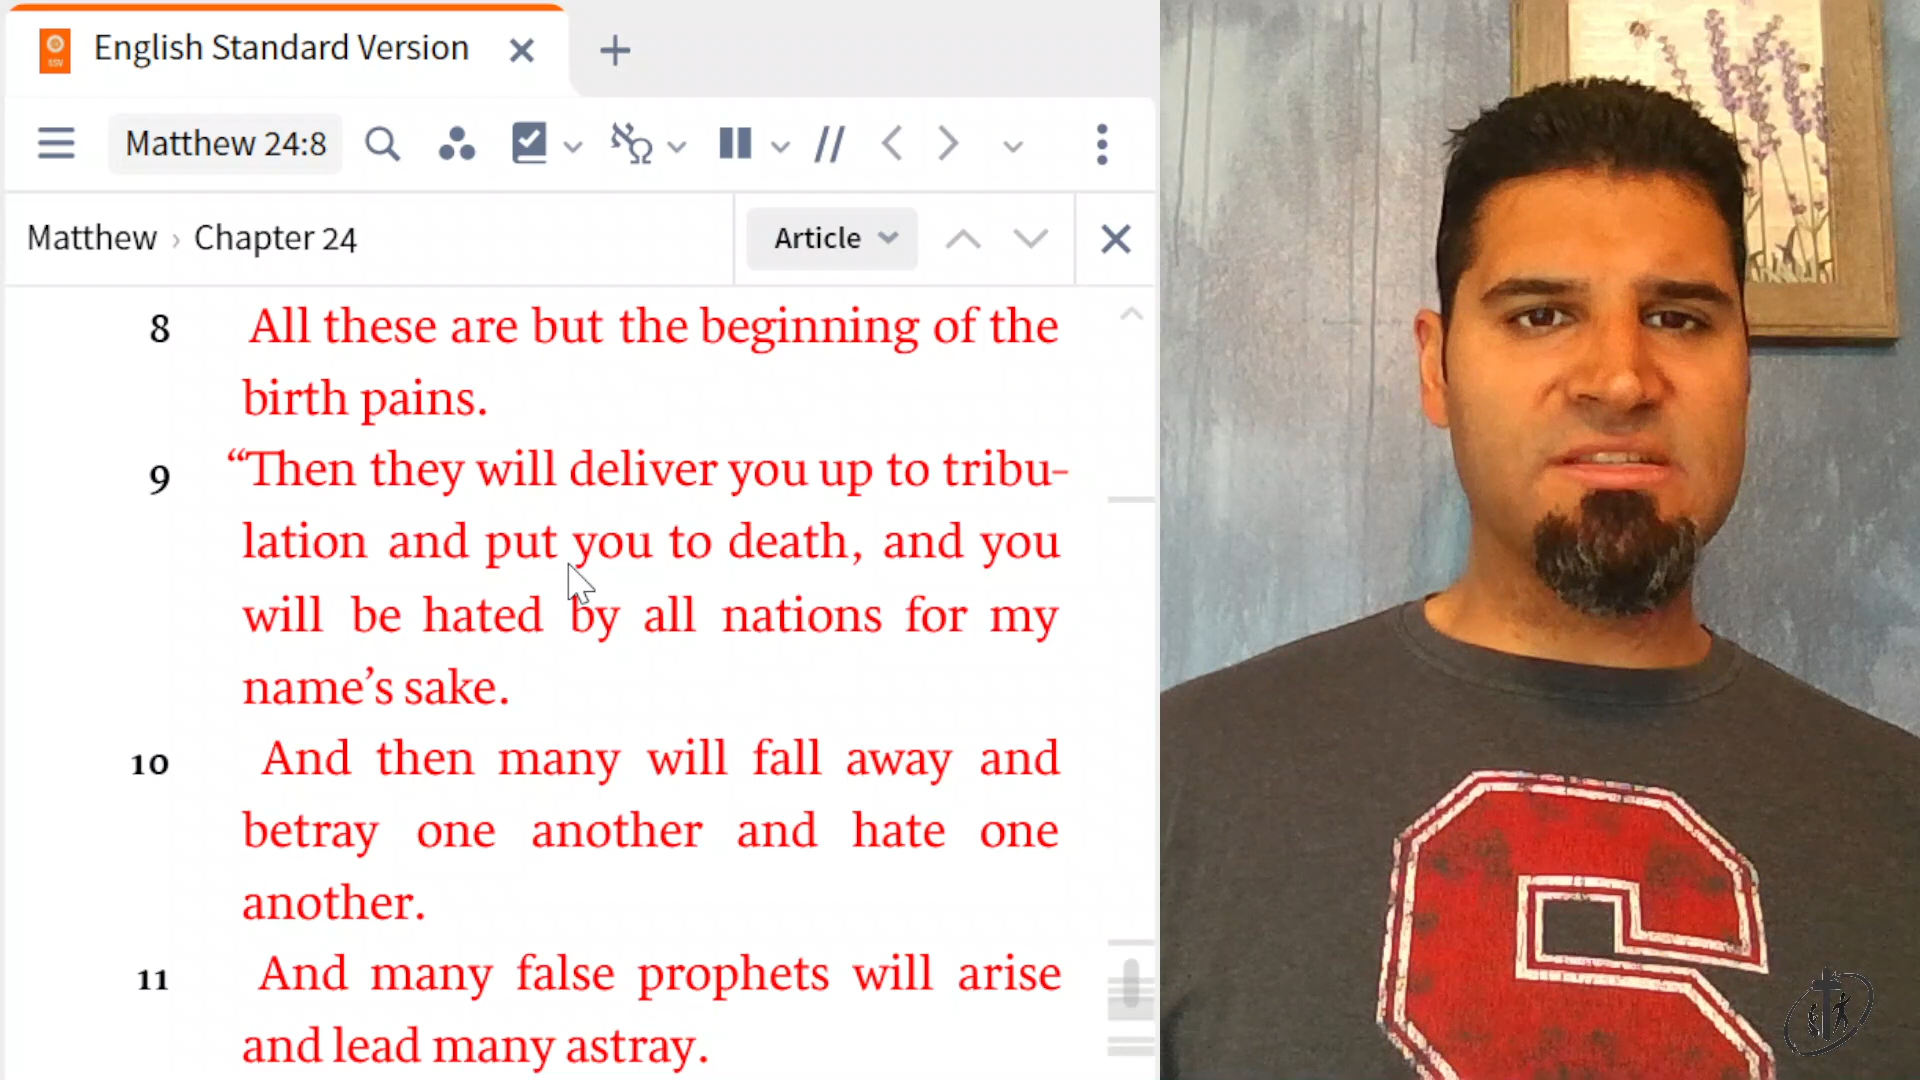 English Standard Version
ESV
Matthew 24:8
Matthew › Chapter 24
Article
8 All these are but the beginning of the
birth pains.
9 “Then they will deliver you up to tribu-
lation and put you to death, and you
will be hated by all nations for my
name’s sake.
10 And then many will fall away and
betray one another and hate one
another.
11 And many false prophets will arise
and lead many astray.
S